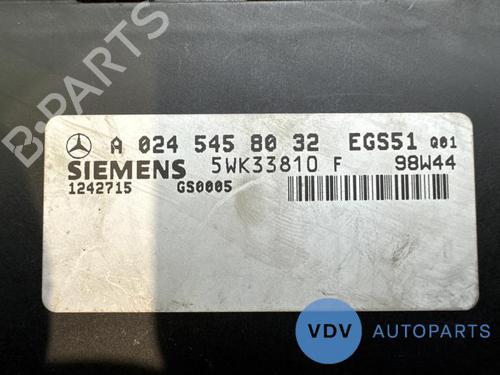 A 024 545 80 32 EGS51 Q01
SIEMENS 5WK33810 F 98W44
1242715 GS0005
B-PARTS
VDV AUTOPARTS